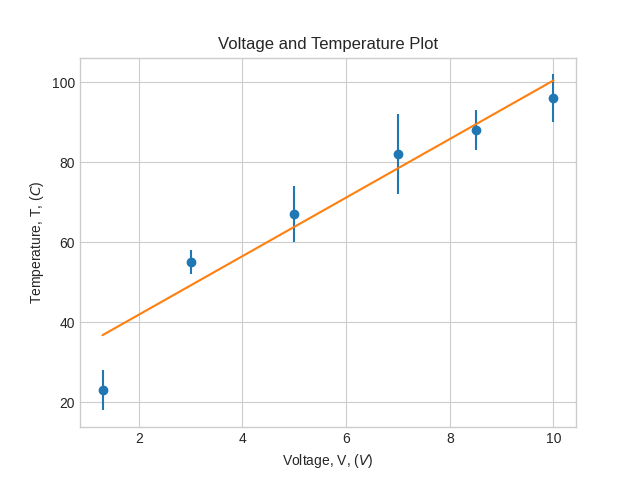 Voltage and Temperature Plot
100
80
60
40
20
Temperature, T, (C)
2 4 6 8 10
Voltage, V, (V)